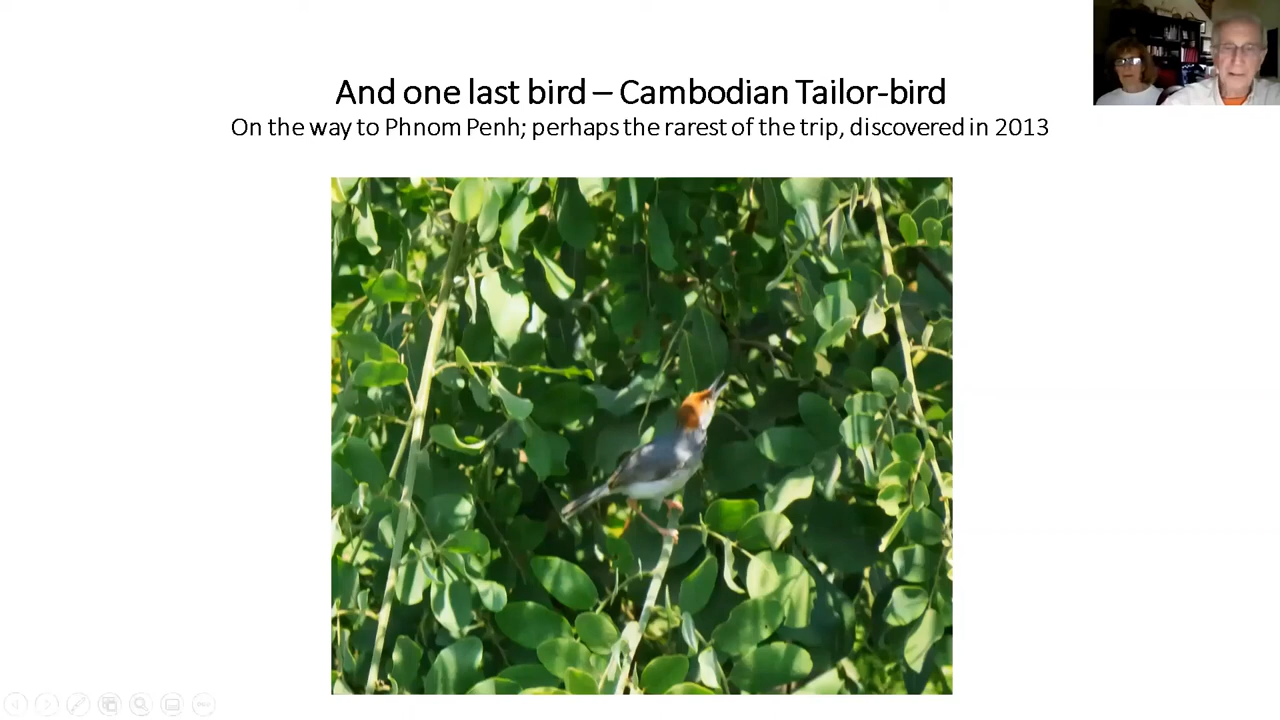 And one last bird – Cambodian Tailor-bird
On the way to Phnom Penh; perhaps the rarest of the trip, discovered in 2013